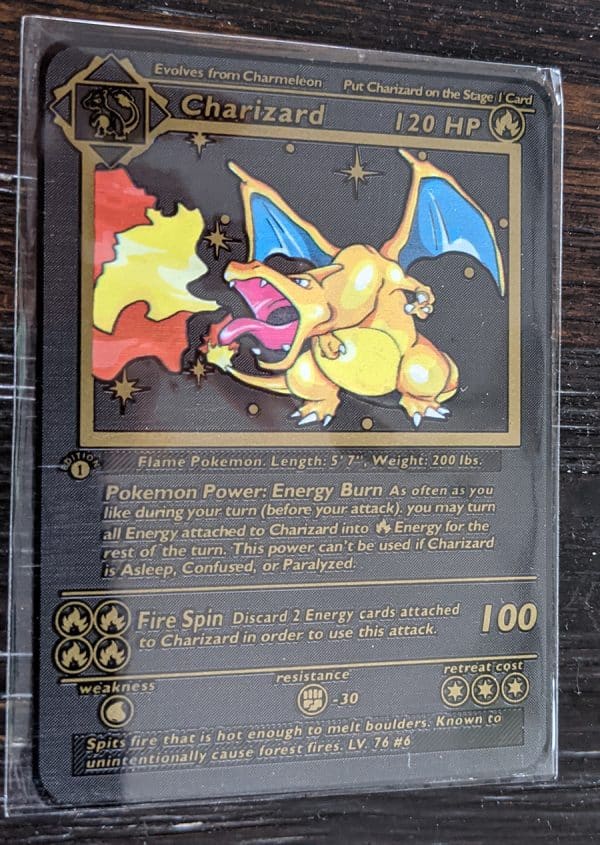 Evolves from Charmeleon Put Charizard on the Stage 1 Card
Charizard 120 HP
EDITION
1
Flame Pokemon. Length: 5' 7", Weight: 200 lbs.
Pokemon Power: Energy Burn As often as you
like during your turn (before your attack). you may turn
all Energy attached to Charizard into Energy for the
rest of the turn. This power can't be used if Charizard
is Asleep, Confused, or Paralyzed.
Fire Spin Discard 2 Energy cards attached 100
to Charizard in order to use this attack.
weakness resistance retreat cost
-30
Spits fire that is hot enough to melt boulders. Known to
unintentionally cause forest fires. LV. 76 #6